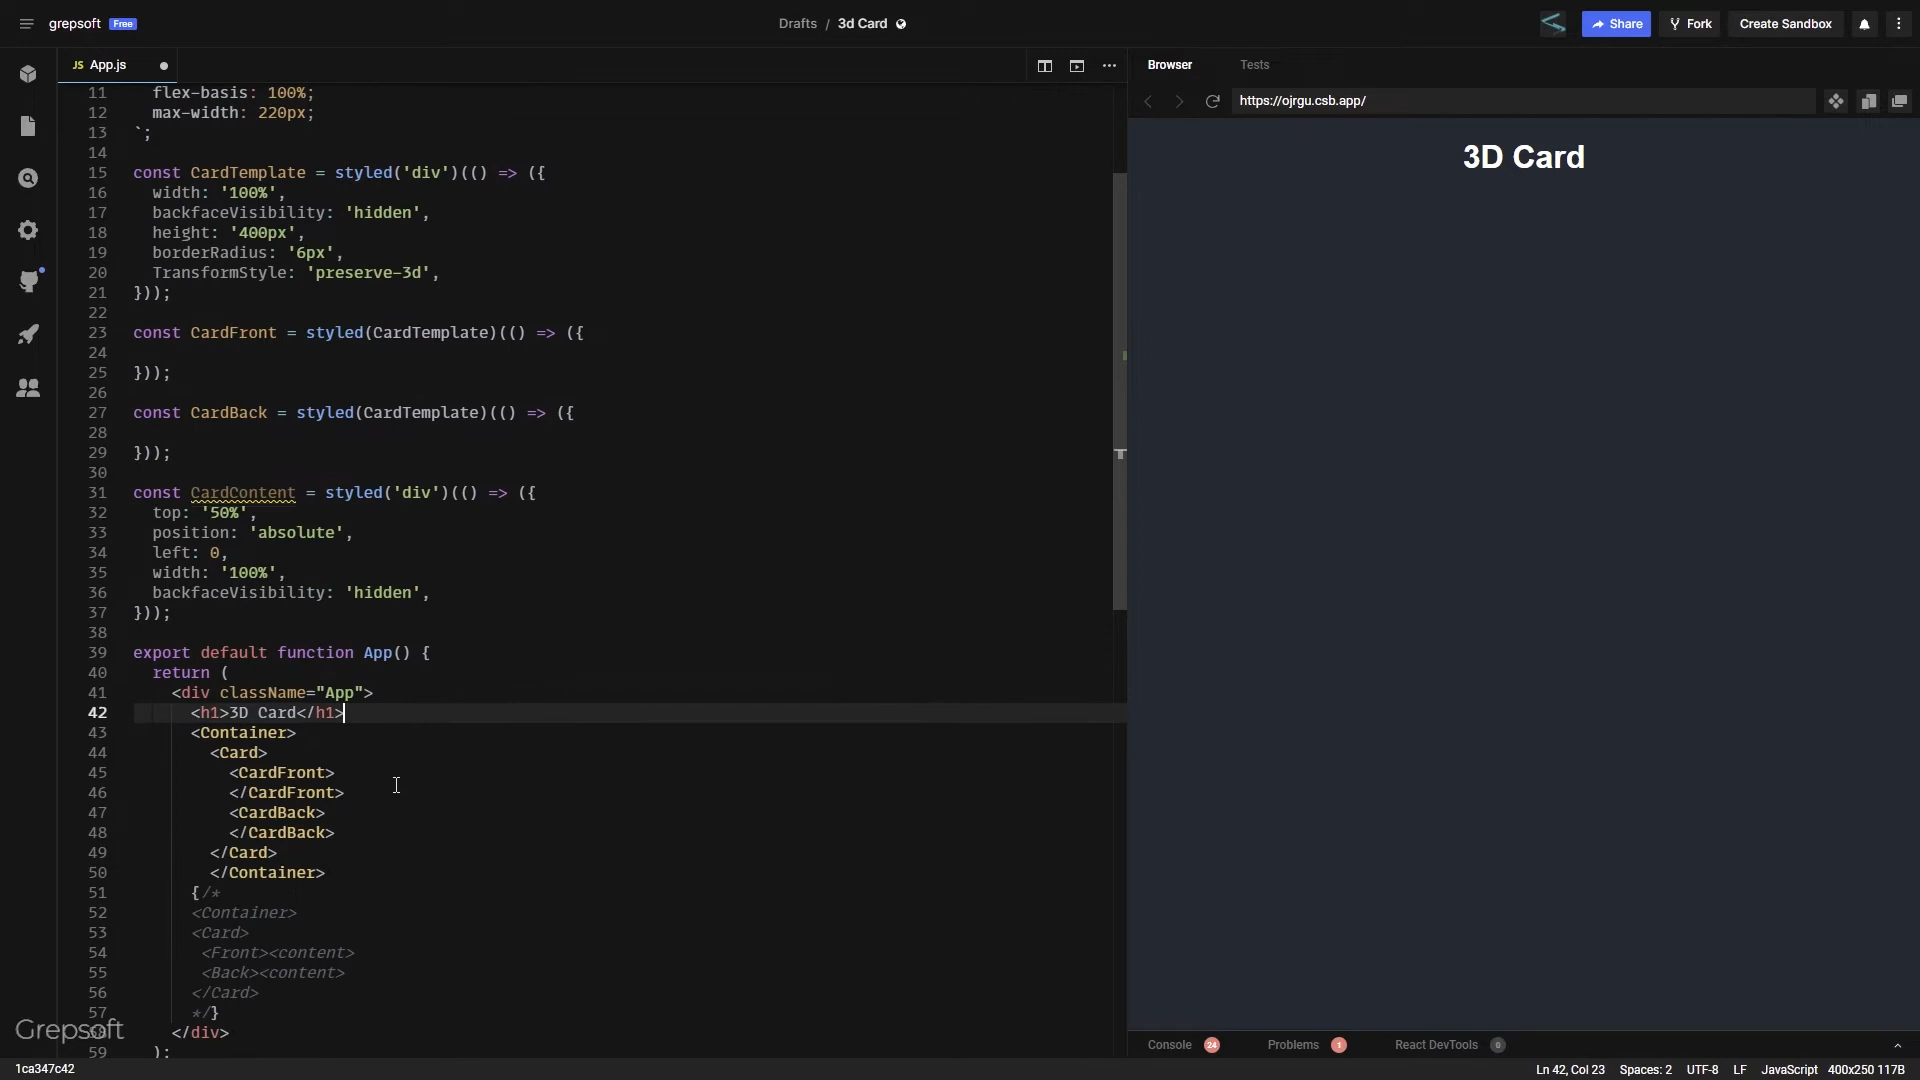 grepsoft Free
Drafts / 3d Card
Share
Fork
Create Sandbox
JS App.js
Browser
Tests
https://ojrgu.csb.app/
3D Card
11 flex-basis: 100%;
12 max-width: 220px;
13 `;
14
15 const CardTemplate = styled('div')(() => ({
16 width: '100%',
17 backfaceVisibility: 'hidden',
18 height: '400px',
19 borderRadius: '6px',
20 TransformStyle: 'preserve-3d',
21 }));
22
23 const CardFront = styled(CardTemplate)(() => ({
24
25 }));
26
27 const CardBack = styled(CardTemplate)(() => ({
28
29 }));
30
31 const CardContent = styled('div')(() => ({
32 top: '50%',
33 position: 'absolute',
34 left: 0,
35 width: '100%',
36 backfaceVisibility: 'hidden',
37 }));
38
39 export default function App() {
40 return (
41 <div className="App">
42 <h1>3D Card</h1>
43 <Container>
44 <Card>
45 <CardFront>
46 </CardFront>
47 <CardBack>
48 </CardBack>
49 </Card>
50 </Container>
51 {/*
52 <Container>
53 <Card>
54 <Front><content>
55 <Back><content>
56 </Card>
57 */}
58 </div>
59 );
Grepsoft
Console 24
Problems 1
React DevTools 0
1ca347c42
Ln 42, Col 23 Spaces: 2 UTF-8 LF JavaScript 400x250 117B